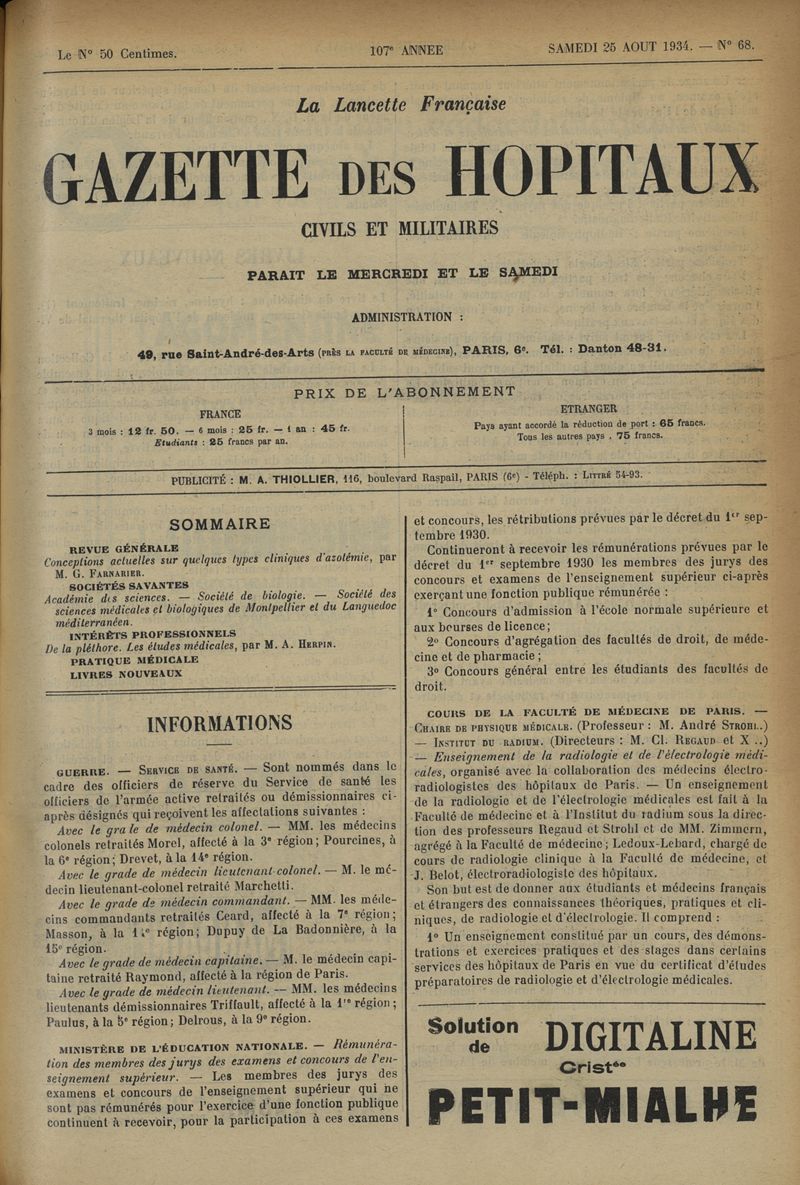 Le N° 50 Centimes.
107e ANNEE
SAMEDI 25 AOUT 1934. — N° 68.
La Lancette Française
GAZETTE DES HOPITAUX
CIVILS ET MILITAIRES
PARAIT LE MERCREDI ET LE SAMEDI
ADMINISTRATION :
49, rue Saint-André-des-Arts (PRÈS LA FACULTÉ DE MÉDECINE), PARIS, 6e. Tél. : Danton 48-31.
PRIX DE L'ABONNEMENT
FRANCE
3 mois : 12 fr. 50. — 6 mois : 25 fr. — 1 an : 45 fr.
Etudiants : 25 francs par an.
ETRANGER
Pays ayant accordé la réduction de port : 65 francs.
Tous les autres pays . 75 francs.
PUBLICITÉ : M. A. THIOLLIER, 116, boulevard Raspail, PARIS (6e) - Téléph. : LITTRÉ 54-93.
SOMMAIRE
REVUE GÉNÉRALE
Conceptions actuelles sur quelques types cliniques d'azotémie, par
M. G. FARNARIER.
SOCIÉTÉS SAVANTES
Académie des sciences. — Société de biologie. — Société des
sciences médicales et biologiques de Montpellier et du Languedoc
méditerranéen.
INTÉRÊTS PROFESSIONNELS
De la pléthore. Les études médicales, par M. A. HERPIN.
PRATIQUE MÉDICALE
LIVRES NOUVEAUX
INFORMATIONS
GUERRE. — SERVICE DE SANTÉ. — Sont nommés dans le
cadre des officiers de réserve du Service de santé les
officiers de l'armée active retraités ou démissionnaires ci-
après désignés qui reçoivent les affectations suivantes :
Avec le grade de médecin colonel. — MM. les médecins
colonels retraités Morel, affecté à la 3e région ; Pourcines, à
la 6e région ; Drevet, à la 14e région.
Avec le grade de médecin lieutenant colonel. — M. le mé-
decin lieutenant-colonel retraité Marchetti.
Avec le grade de médecin commandant. — MM. les méde-
cins commandants retraités Ceard, affecté à la 7e région ;
Masson, à la 14e région ; Dupuy de La Badonnière, à la
15e région.
Avec le grade de médecin capitaine. — M. le médecin capi-
taine retraité Raymond, affecté à la région de Paris.
Avec le grade de médecin lieutenant. — MM. les médecins
lieutenants démissionnaires Triffault, affecté à la 1re région ;
Paulus, à la 5e région ; Delrous, à la 9e région.
MINISTÈRE DE L'ÉDUCATION NATIONALE. — Rémunéra-
tion des membres des jurys des examens et concours de l'en-
seignement supérieur. — Les membres des jurys des
examens et concours de l'enseignement supérieur qui ne
sont pas rémunérés pour l'exercice d'une fonction publique
continuent à recevoir, pour la participation à ces examens
et concours, les rétributions prévues par le décret du 1er sep-
tembre 1930.
Continueront à recevoir les rémunérations prévues par le
décret du 1er septembre 1930 les membres des jurys des
concours et examens de l'enseignement supérieur ci-après
exerçant une fonction publique rémunérée :
1° Concours d'admission à l'école normale supérieure et
aux bourses de licence ;
2° Concours d'agrégation des facultés de droit, de méde-
cine et de pharmacie ;
3° Concours général entre les étudiants des facultés de
droit.
COURS DE LA FACULTÉ DE MÉDECINE DE PARIS. —
CHAIRE DE PHYSIQUE MÉDICALE. (Professeur : M. André STROHL.)
— INSTITUT DU RADIUM. (Directeurs : M. Cl. REGAUD et X ..)
— Enseignement de la radiologie et de l'électrologie médi-
cales, organisé avec la collaboration des médecins électro-
radiologistes des hôpitaux de Paris. — Un enseignement
de la radiologie et de l'électrologie médicales est fait à la
Faculté de médecine et à l'Institut du radium sous la direc-
tion des professeurs Regaud et Strohl et de MM. Zimmern,
agrégé à la Faculté de médecine ; Ledoux-Lebard, chargé de
cours de radiologie clinique à la Faculté de médecine, et
J. Belot, électroradiologiste des hôpitaux.
Son but est de donner aux étudiants et médecins français
et étrangers des connaissances théoriques, pratiques et cli-
niques, de radiologie et d'électrologie. Il comprend :
1° Un enseignement constitué par un cours, des démons-
trations et exercices pratiques et des stages dans certains
services des hôpitaux de Paris en vue du certificat d'études
préparatoires de radiologie et d'électrologie médicales.
Solution
de
DIGITALINE
Cristée
PETIT-MIALHE